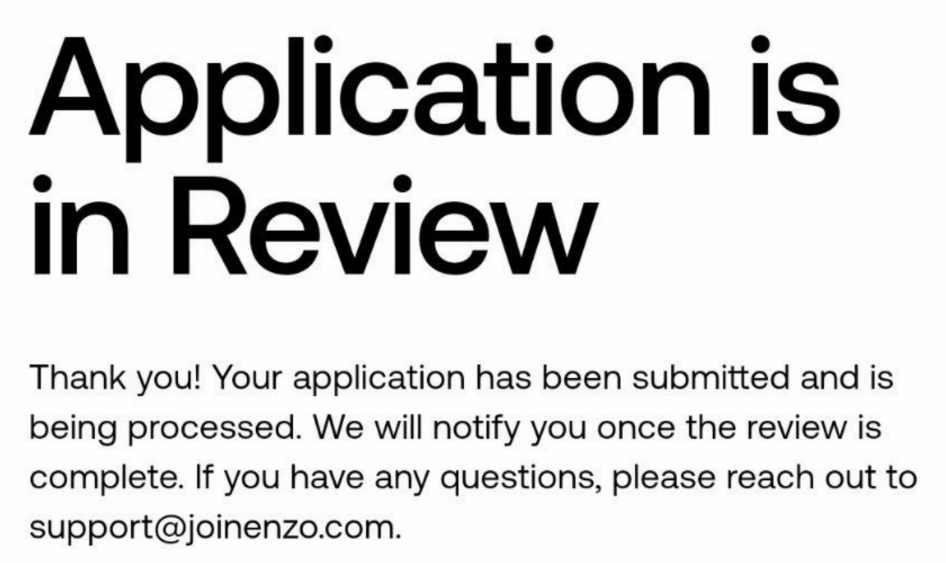 Application is
in Review
Thank you! Your application has been submitted and is
being processed. We will notify you once the review is
complete. If you have any questions, please reach out to
support@joinenzo.com.